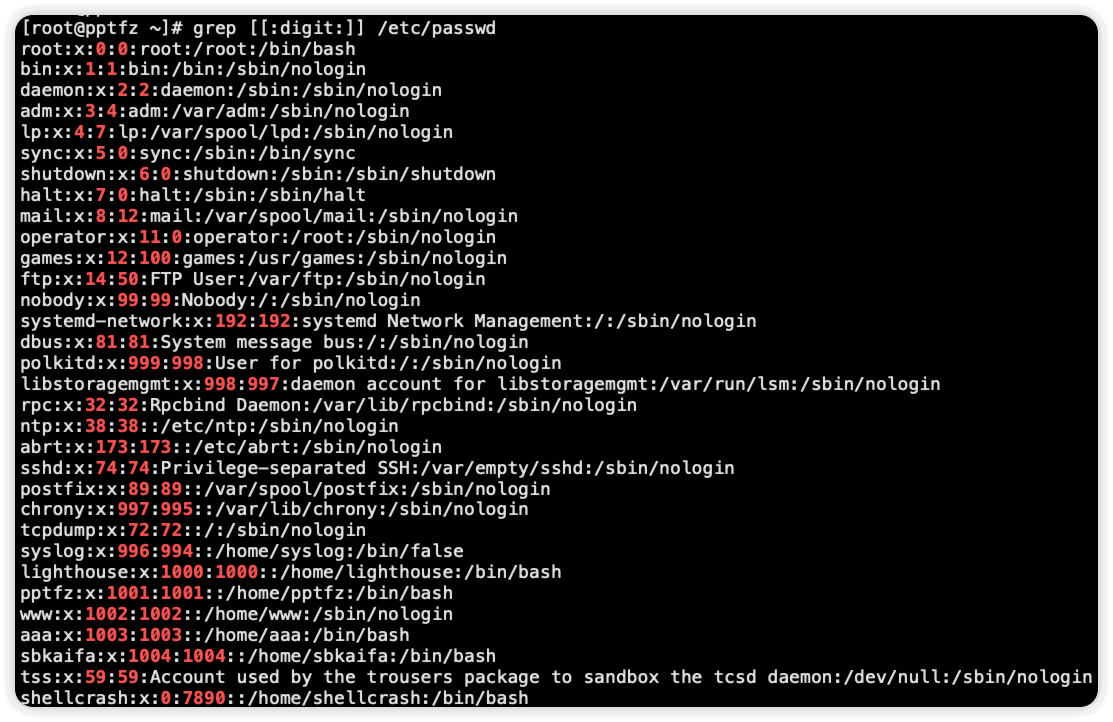 [root@pptfz ~]# grep [[:digit:]] /etc/passwd
root:x:0:0:root:/root:/bin/bash
bin:x:1:1:bin:/bin:/sbin/nologin
daemon:x:2:2:daemon:/sbin:/sbin/nologin
adm:x:3:4:adm:/var/adm:/sbin/nologin
lp:x:4:7:lp:/var/spool/lpd:/sbin/nologin
sync:x:5:0:sync:/sbin:/bin/sync
shutdown:x:6:0:shutdown:/sbin:/sbin/shutdown
halt:x:7:0:halt:/sbin:/sbin/halt
mail:x:8:12:mail:/var/spool/mail:/sbin/nologin
operator:x:11:0:operator:/root:/sbin/nologin
games:x:12:100:games:/usr/games:/sbin/nologin
ftp:x:14:50:FTP User:/var/ftp:/sbin/nologin
nobody:x:99:99:Nobody:/:/sbin/nologin
systemd-network:x:192:192:systemd Network Management:/:/sbin/nologin
dbus:x:81:81:System message bus:/:/sbin/nologin
polkitd:x:999:998:User for polkitd:/:/sbin/nologin
libstoragemgmt:x:998:997:daemon account for libstoragemgmt:/var/run/lsm:/sbin/nologin
rpc:x:32:32:Rpcbind Daemon:/var/lib/rpcbind:/sbin/nologin
ntp:x:38:38::/etc/ntp:/sbin/nologin
abrt:x:173:173::/etc/abrt:/sbin/nologin
sshd:x:74:74:Privilege-separated SSH:/var/empty/sshd:/sbin/nologin
postfix:x:89:89::/var/spool/postfix:/sbin/nologin
chrony:x:997:995::/var/lib/chrony:/sbin/nologin
tcpdump:x:72:72::/:/sbin/nologin
syslog:x:996:994::/home/syslog:/bin/false
lighthouse:x:1000:1000::/home/lighthouse:/bin/bash
pptfz:x:1001:1001::/home/pptfz:/bin/bash
www:x:1002:1002::/home/www:/sbin/nologin
aaa:x:1003:1003::/home/aaa:/bin/bash
sbkaifa:x:1004:1004::/home/sbkaifa:/bin/bash
tss:x:59:59:Account used by the trousers package to sandbox the tcsd daemon:/dev/null:/sbin/nologin
shellcrash:x:0:7890::/home/shellcrash:/bin/bash